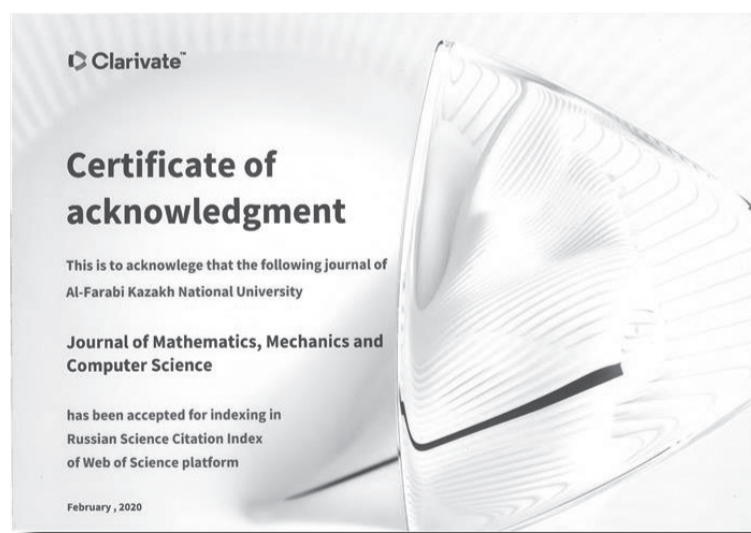 Clarivate™
Certificate of
acknowledgment
This is to acknowlege that the following journal of
Al-Farabi Kazakh National University
Journal of Mathematics, Mechanics and
Computer Science
has been accepted for indexing in
Russian Science Citation Index
of Web of Science platform
February , 2020